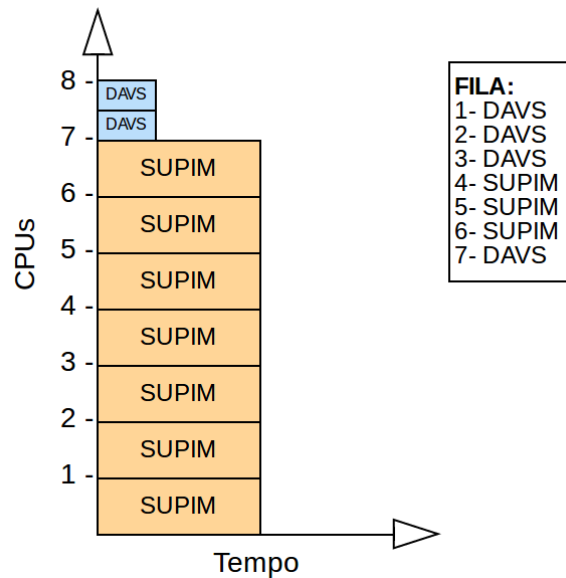 8 -
DAVS
DAVS
7 -
SUPIM
6 -
SUPIM
5 -
SUPIM
4 -
SUPIM
3 -
SUPIM
2 -
SUPIM
1 -
SUPIM
CPUs
Tempo
FILA:
1- DAVS
2- DAVS
3- DAVS
4- SUPIM
5- SUPIM
6- SUPIM
7- DAVS